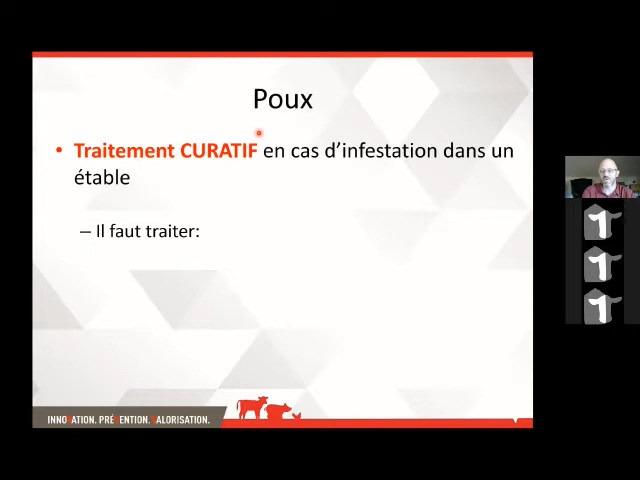 Poux
• Traitement CURATIF en cas d’infestation dans un
étable
– Il faut traiter:
INNOVATION. PRÉVENTION. VALORISATION.